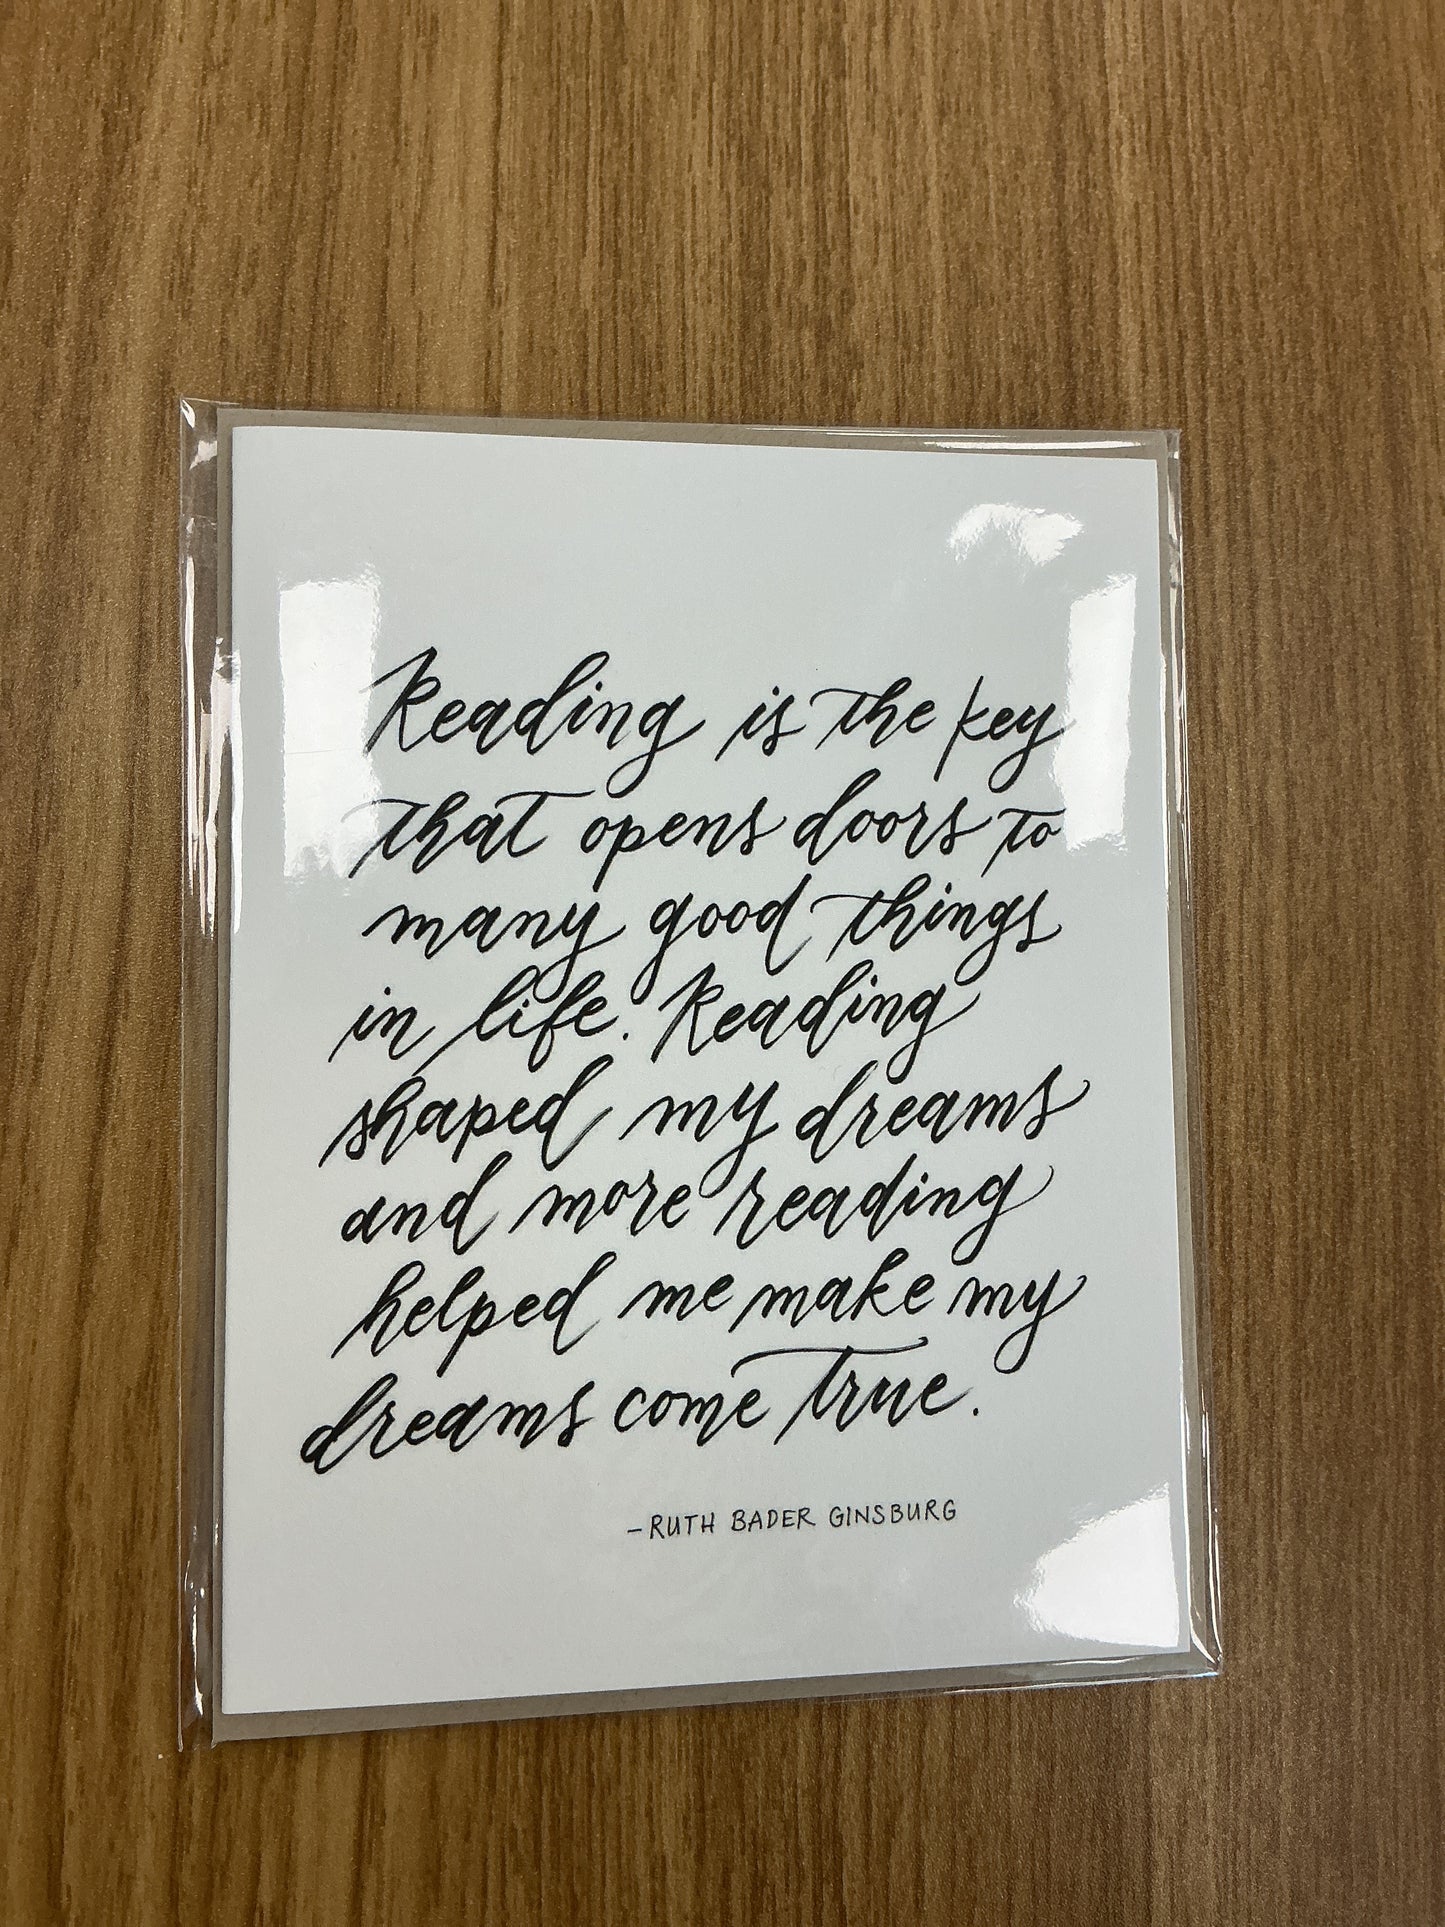 Reading is the key
that opens doors to
many good things
in life. Reading
shaped my dreams
and more reading
helped me make my
dreams come true.
-RUTH BADER GINSBURG